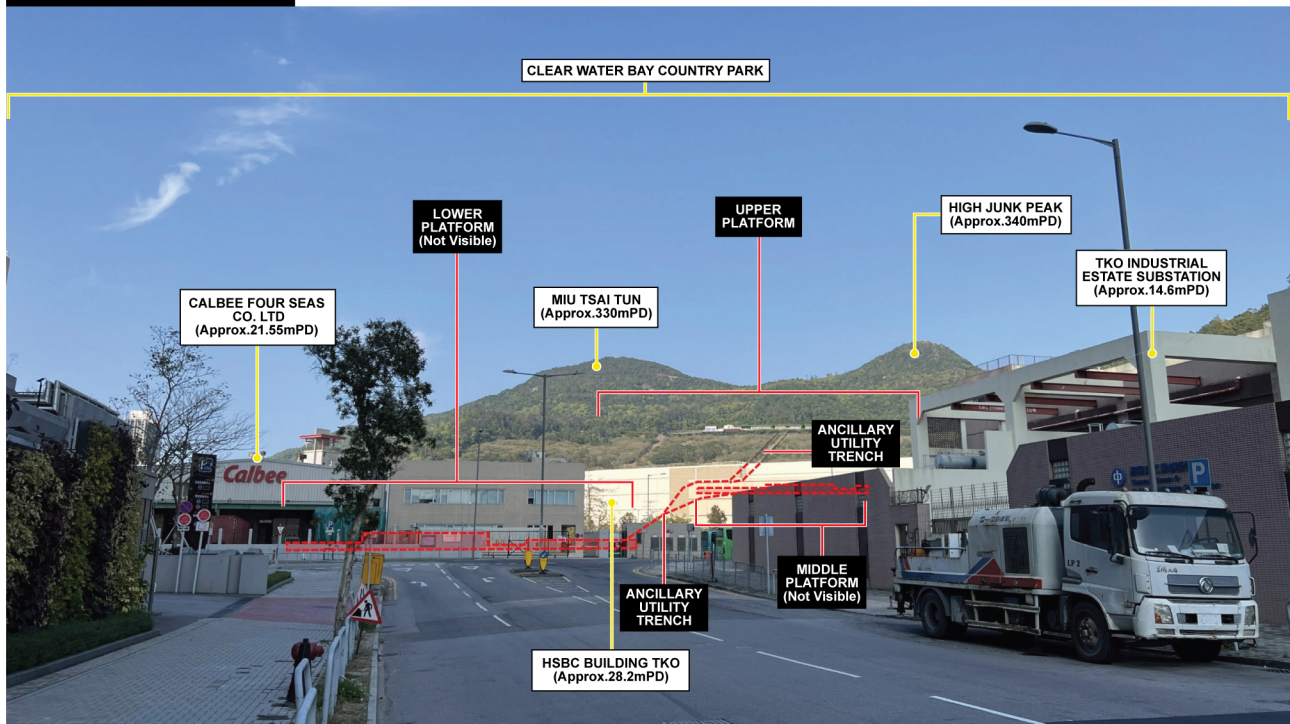 CLEAR WATER BAY COUNTRY PARK
LOWER
PLATFORM
(Not Visible)
UPPER
PLATFORM
HIGH JUNK PEAK
(Approx.340mPD)
TKO INDUSTRIAL
ESTATE SUBSTATION
(Approx.14.6mPD)
CALBEE FOUR SEAS
CO. LTD
(Approx.21.55mPD)
MIU TSAI TUN
(Approx.330mPD)
ANCILLARY
UTILITY
TRENCH
Calbee
P
MIDDLE
PLATFORM
(Not Visible)
LP 2
ANCILLARY
UTILITY
TRENCH
HSBC BUILDING TKO
(Approx.28.2mPD)